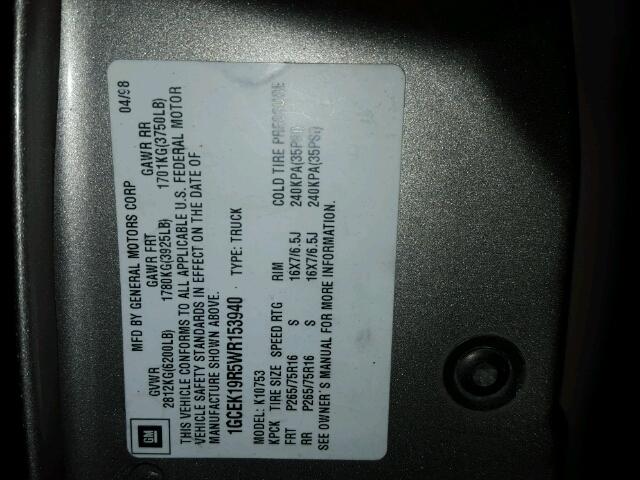 GM
MFD BY GENERAL MOTORS CORP 04/98
GVWR GAWR FRT GAWR RR
2812KG(6200LB) 1780KG(3925LB) 1701KG(3750LB)
THIS VEHICLE CONFORMS TO ALL APPLICABLE U.S. FEDERAL MOTOR
VEHICLE SAFETY STANDARDS IN EFFECT ON THE DATE OF
MANUFACTURE SHOWN ABOVE.
1GCEK19R5WR153940 TYPE: TRUCK
MODEL: K10753
KPCK TIRE SIZE SPEED RTG RIM COLD TIRE PRESSURE
FRT P265/75R16 S 16X7/6.5J 240KPA(35PSI)
RR P265/75R16 S 16X7/6.5J 240KPA(35PSI)
SEE OWNER'S MANUAL FOR MORE INFORMATION.